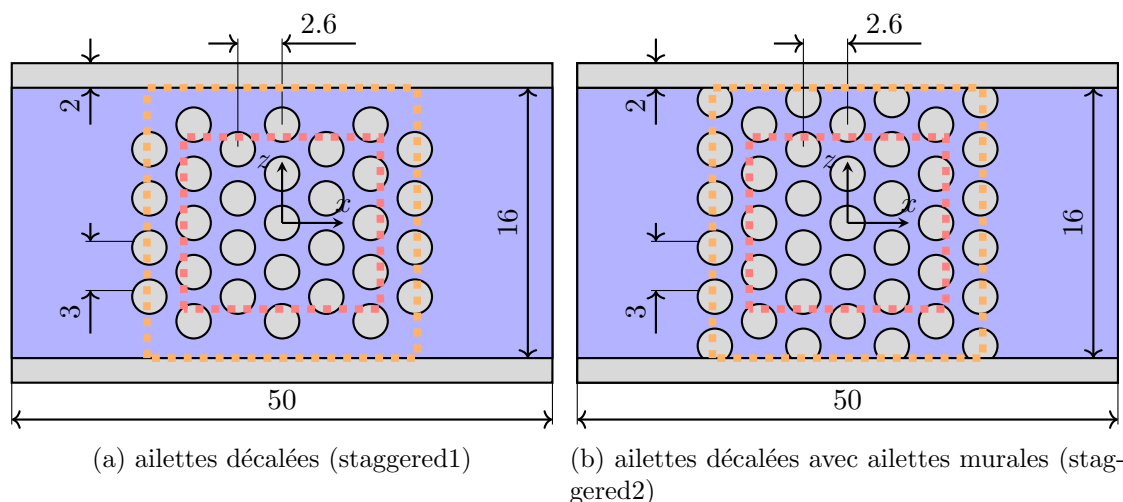 2.6
2
z
x
16
3
50
(a) ailettes décalées (staggered1)
2.6
2
z
x
16
3
50
(b) ailettes décalées avec ailettes murales (stag-
gered2)